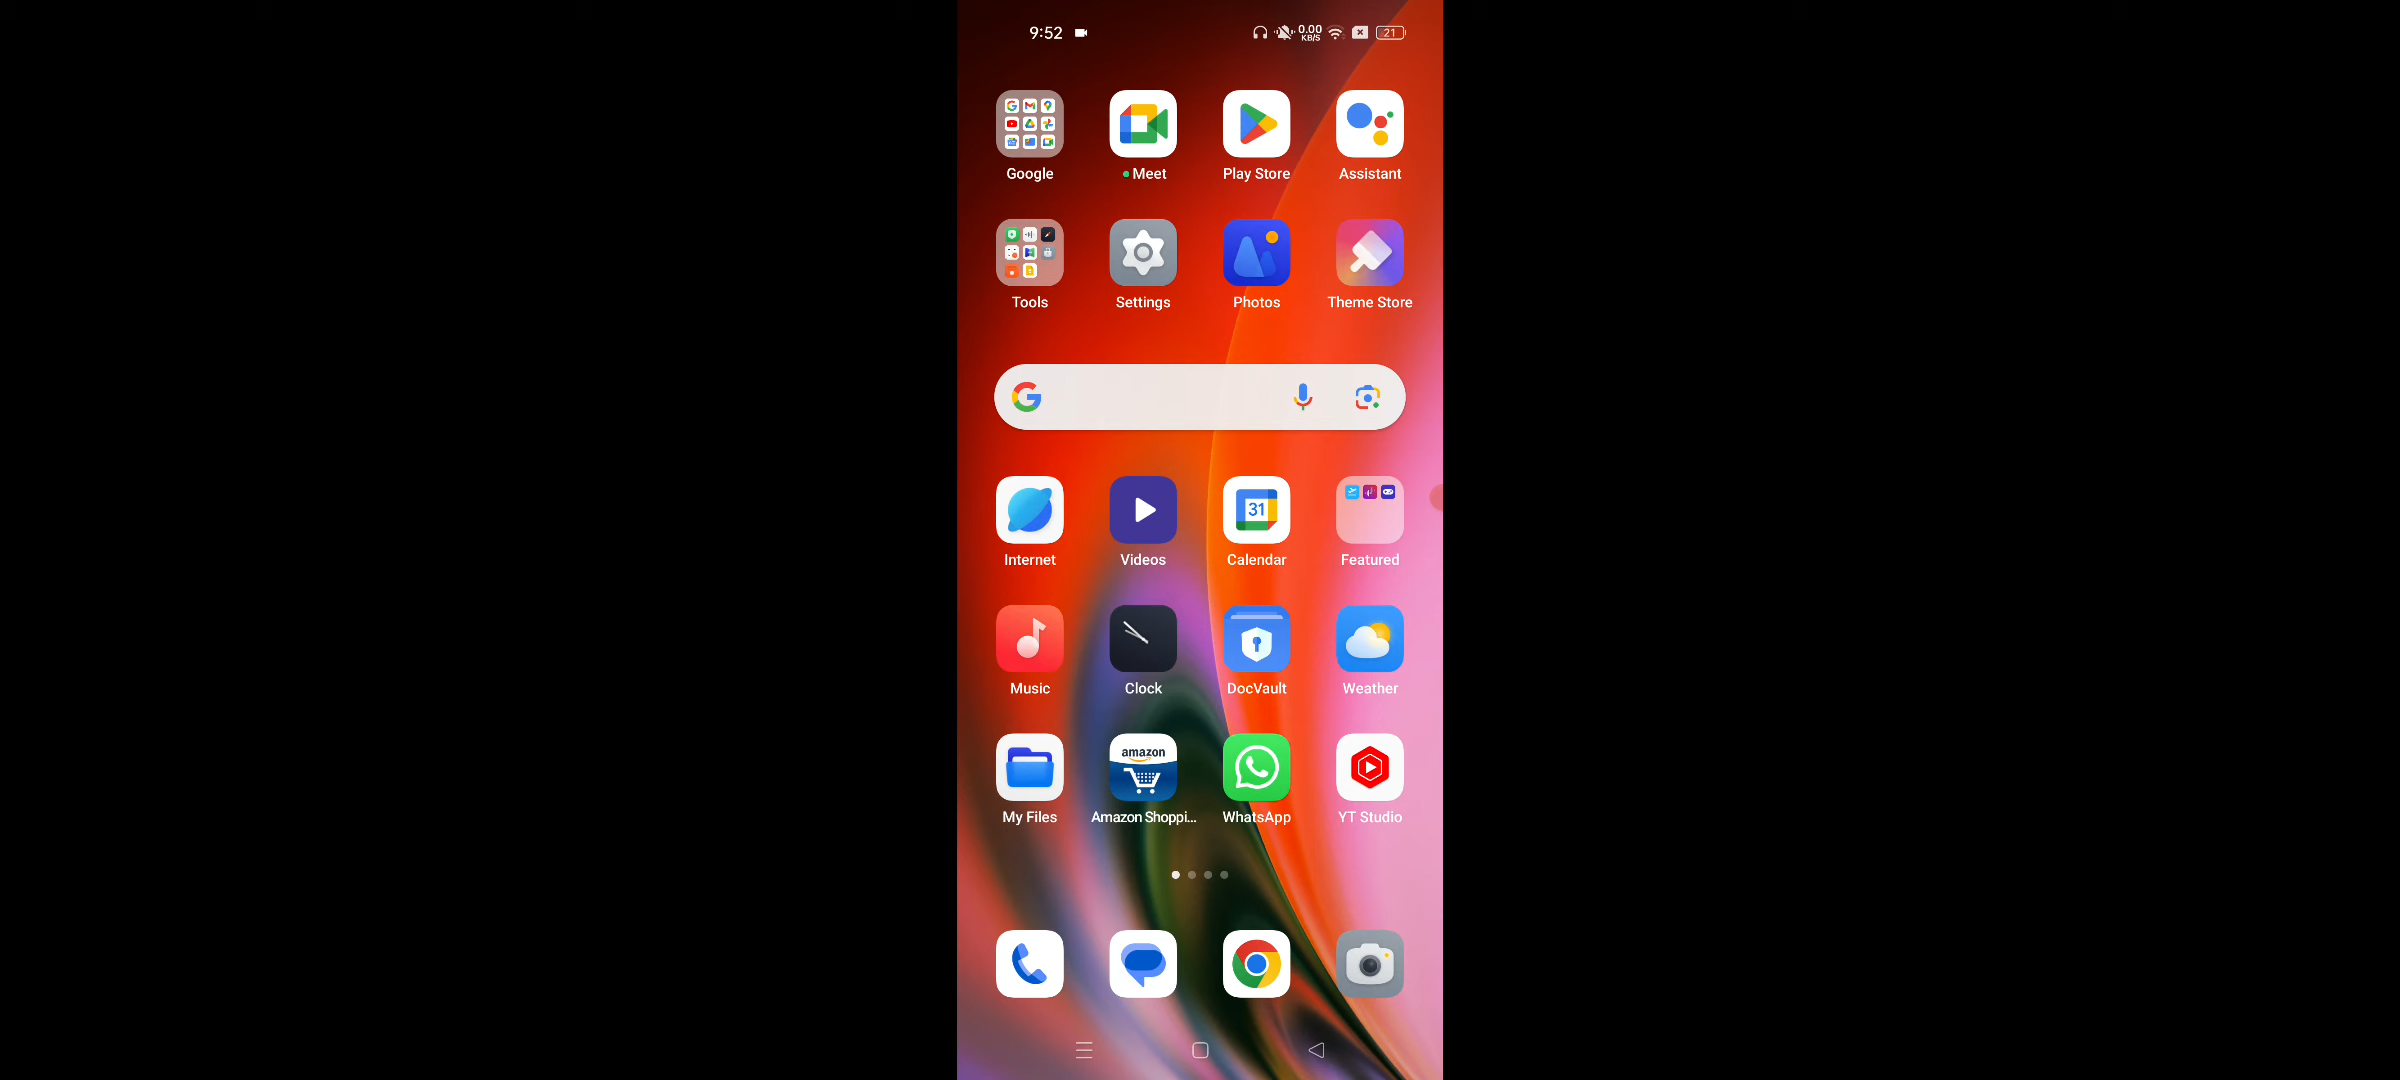 9:52 0.00 KB/S 21
Google Meet Play Store Assistant
Tools Settings Photos Theme Store
31
Internet Videos Calendar Featured
Music Clock DocVault Weather
amazon
My Files Amazon Shoppi... WhatsApp YT Studio